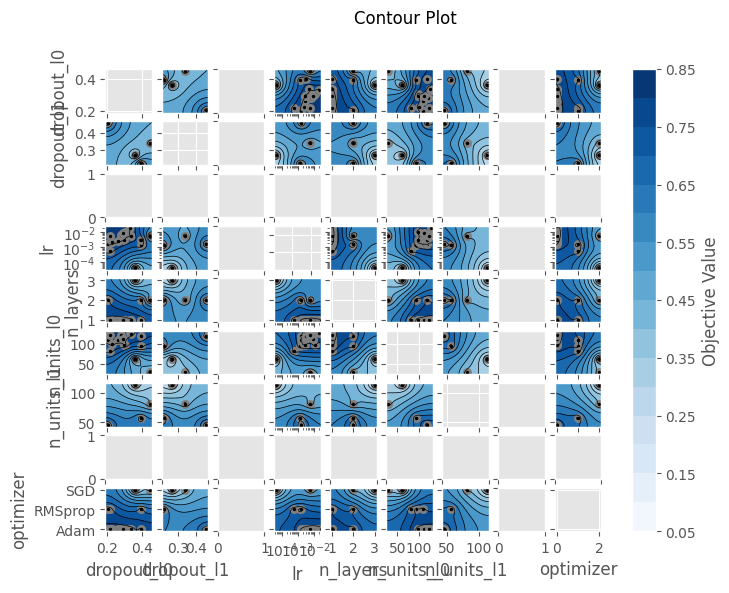 Contour Plot
dropout_l0
0.4
0.2
dropout_l1
0.4
0.3
1
0
lr
10⁻²
10⁻³
10⁻⁴
n_layers
3
2
1
n_units_l0
100
50
n_units_l1
100
50
1
0
optimizer
SGD
RMSprop
Adam
0.2 0.4 0.3 0.4 0 1 10⁻² 1 2 3 50 100 50 100 0 1 0 2
dropout_l0 dropout_l1 lr n_layers n_units_l0 n_units_l1 optimizer
0.85
0.75
0.65
0.55
0.45
0.35
0.25
0.15
0.05
Objective Value